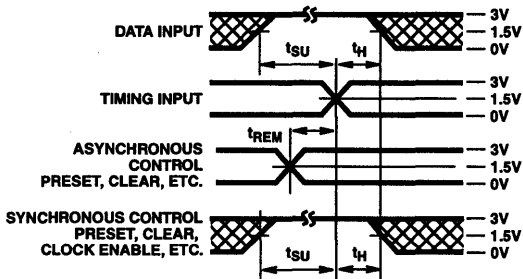 3V
DATA INPUT
1.5V
0V
tSU
tH
3V
TIMING INPUT
1.5V
0V
tREM
ASYNCHRONOUS
CONTROL
PRESET, CLEAR, ETC.
3V
1.5V
0V
SYNCHRONOUS CONTROL
PRESET, CLEAR,
CLOCK ENABLE, ETC.
3V
1.5V
0V
tSU
tH